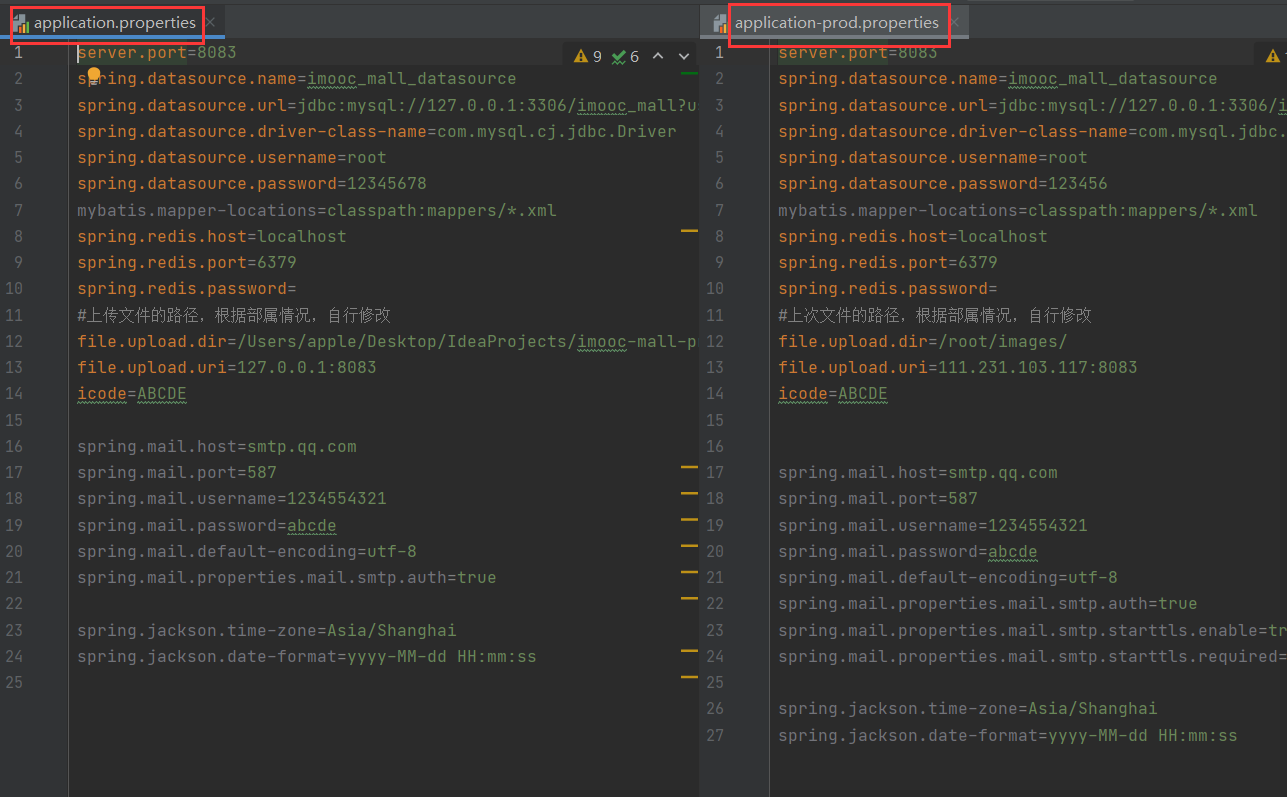 application.properties
1 server.port=8083
9 6
2 spring.datasource.name=imooc_mall_datasource
3 spring.datasource.url=jdbc:mysql://127.0.0.1:3306/imooc_mall?u
4 spring.datasource.driver-class-name=com.mysql.cj.jdbc.Driver
5 spring.datasource.username=root
6 spring.datasource.password=12345678
7 mybatis.mapper-locations=classpath:mappers/*.xml
8 spring.redis.host=localhost
9 spring.redis.port=6379
10 spring.redis.password=
11 #上传文件的路径，根据部属情况，自行修改
12 file.upload.dir=/Users/apple/Desktop/IdeaProjects/imooc-mall-p
13 file.upload.uri=127.0.0.1:8083
14 icode=ABCDE
15
16 spring.mail.host=smtp.qq.com
17 spring.mail.port=587
18 spring.mail.username=1234554321
19 spring.mail.password=abcde
20 spring.mail.default-encoding=utf-8
21 spring.mail.properties.mail.smtp.auth=true
22
23 spring.jackson.time-zone=Asia/Shanghai
24 spring.jackson.date-format=yyyy-MM-dd HH:mm:ss
25
application-prod.properties
1 server.port=8083
2 spring.datasource.name=imooc_mall_datasource
3 spring.datasource.url=jdbc:mysql://127.0.0.1:3306/i
4 spring.datasource.driver-class-name=com.mysql.jdbc.
5 spring.datasource.username=root
6 spring.datasource.password=123456
7 mybatis.mapper-locations=classpath:mappers/*.xml
8 spring.redis.host=localhost
9 spring.redis.port=6379
10 spring.redis.password=
11 #上次文件的路径，根据部属情况，自行修改
12 file.upload.dir=/root/images/
13 file.upload.uri=111.231.103.117:8083
14 icode=ABCDE
15
16
17 spring.mail.host=smtp.qq.com
18 spring.mail.port=587
19 spring.mail.username=1234554321
20 spring.mail.password=abcde
21 spring.mail.default-encoding=utf-8
22 spring.mail.properties.mail.smtp.auth=true
23 spring.mail.properties.mail.smtp.starttls.enable=tr
24 spring.mail.properties.mail.smtp.starttls.required=
25
26 spring.jackson.time-zone=Asia/Shanghai
27 spring.jackson.date-format=yyyy-MM-dd HH:mm:ss